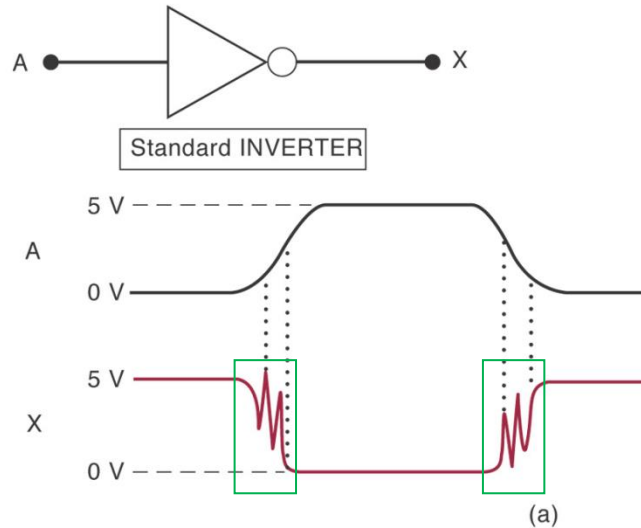 A X
Standard INVERTER
5 V
A
0 V
5 V
X
0 V
(a)